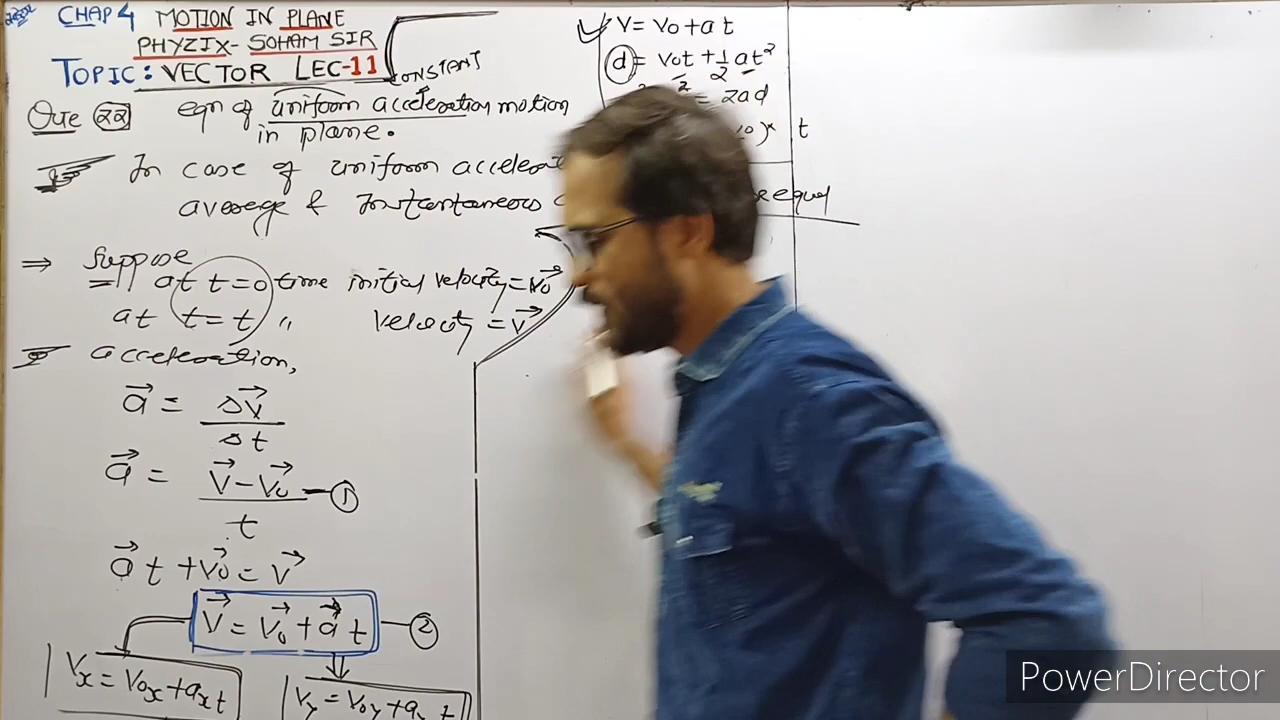 CHAP 4 MOTION IN PLANE
PHYZIX- SOHAM SIR
TOPIC: VECTOR LEC-11
CONSTANT
Que 22 eqn of uniform acceleration motion
in plane.
In case of uniform
average & Instantaneous
equal
⇒ Suppose
at t=0 time initial velocity = v₀⃗
at t=t " velocity = v⃗
acceleration,
a⃗ = Δv⃗ / Δt
a⃗ = (v⃗ - v₀⃗) / t — ①
a⃗ t + v₀⃗ = v⃗
v⃗ = v₀⃗ + a⃗ t — ②
Vx = V₀x + axt
Vy = V₀y + ay t
V = V₀ + at
d = V₀t + 1/2 at²
2 = 2ad
)× t
PowerDirector